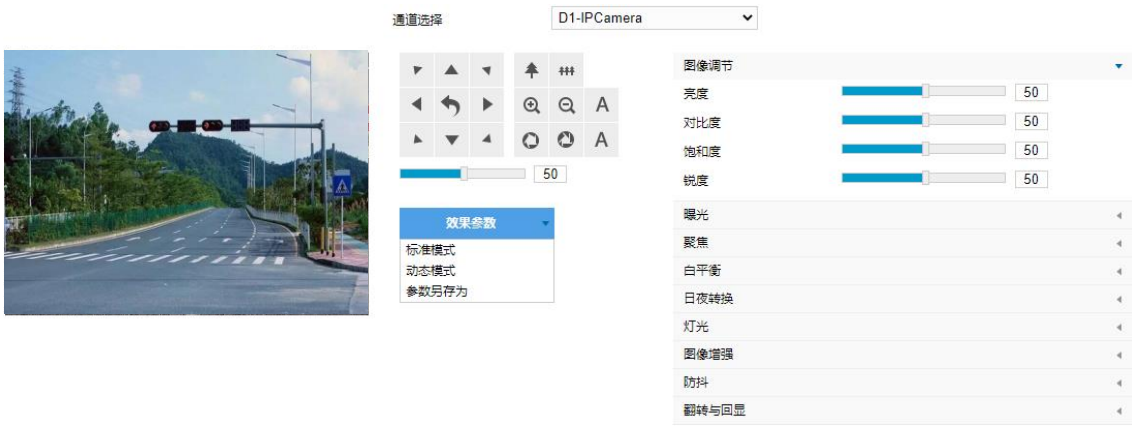 通道选择
D1-IPCamera
A
A
50
效果参数
标准模式
动态模式
参数另存为
图像调节
亮度 50
对比度 50
饱和度 50
锐度 50
曝光
聚焦
白平衡
日夜转换
灯光
图像增强
防抖
翻转与回显